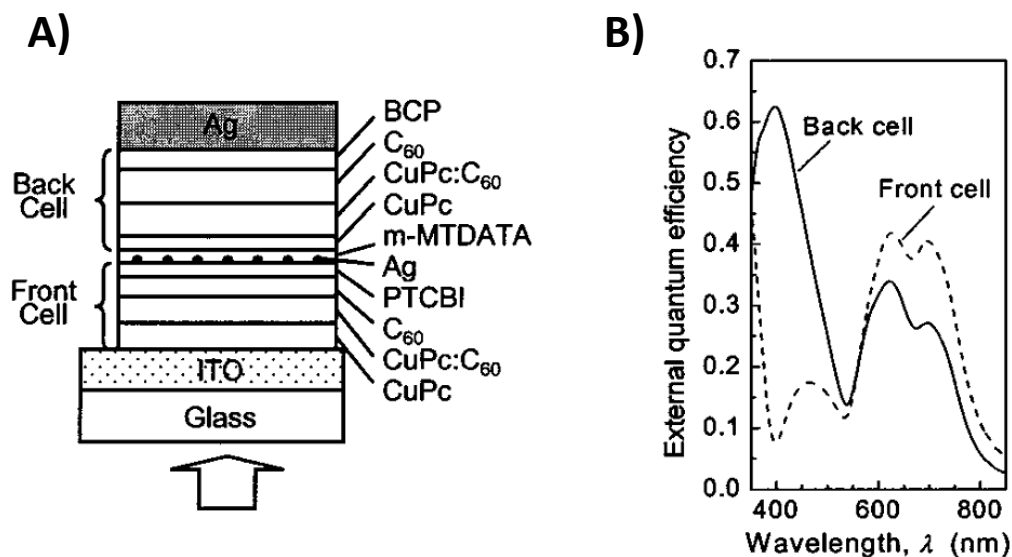 A)
Ag
Back
Cell
Front
Cell
ITO
Glass
BCP
C60
CuPc:C60
CuPc
m-MTDATA
Ag
PTCBI
C60
CuPc:C60
CuPc
B)
External quantum efficiency
0.7
0.6
0.5
0.4
0.3
0.2
0.1
0.0
Back cell
Front cell
400 600 800
Wavelength, λ (nm)